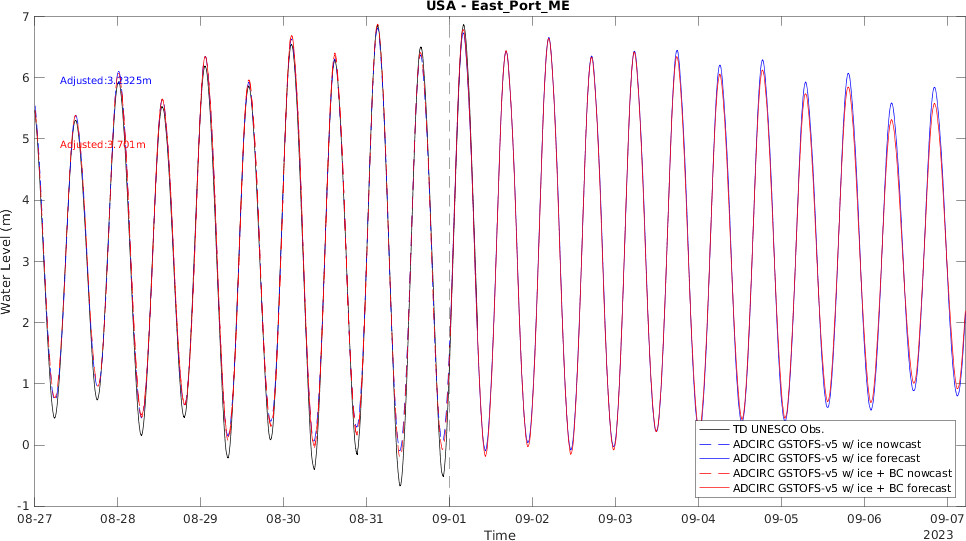 USA - East_Port_ME
7
6
5
4
3
2
1
0
-1
Water Level (m)
Adjusted:3.2325m
Adjusted:3.701m
TD UNESCO Obs.
ADCIRC GSTOFS-v5 w/ ice nowcast
ADCIRC GSTOFS-v5 w/ ice forecast
ADCIRC GSTOFS-v5 w/ ice + BC nowcast
ADCIRC GSTOFS-v5 w/ ice + BC forecast
08-27 08-28 08-29 08-30 08-31 09-01 09-02 09-03 09-04 09-05 09-06 09-07
Time
2023